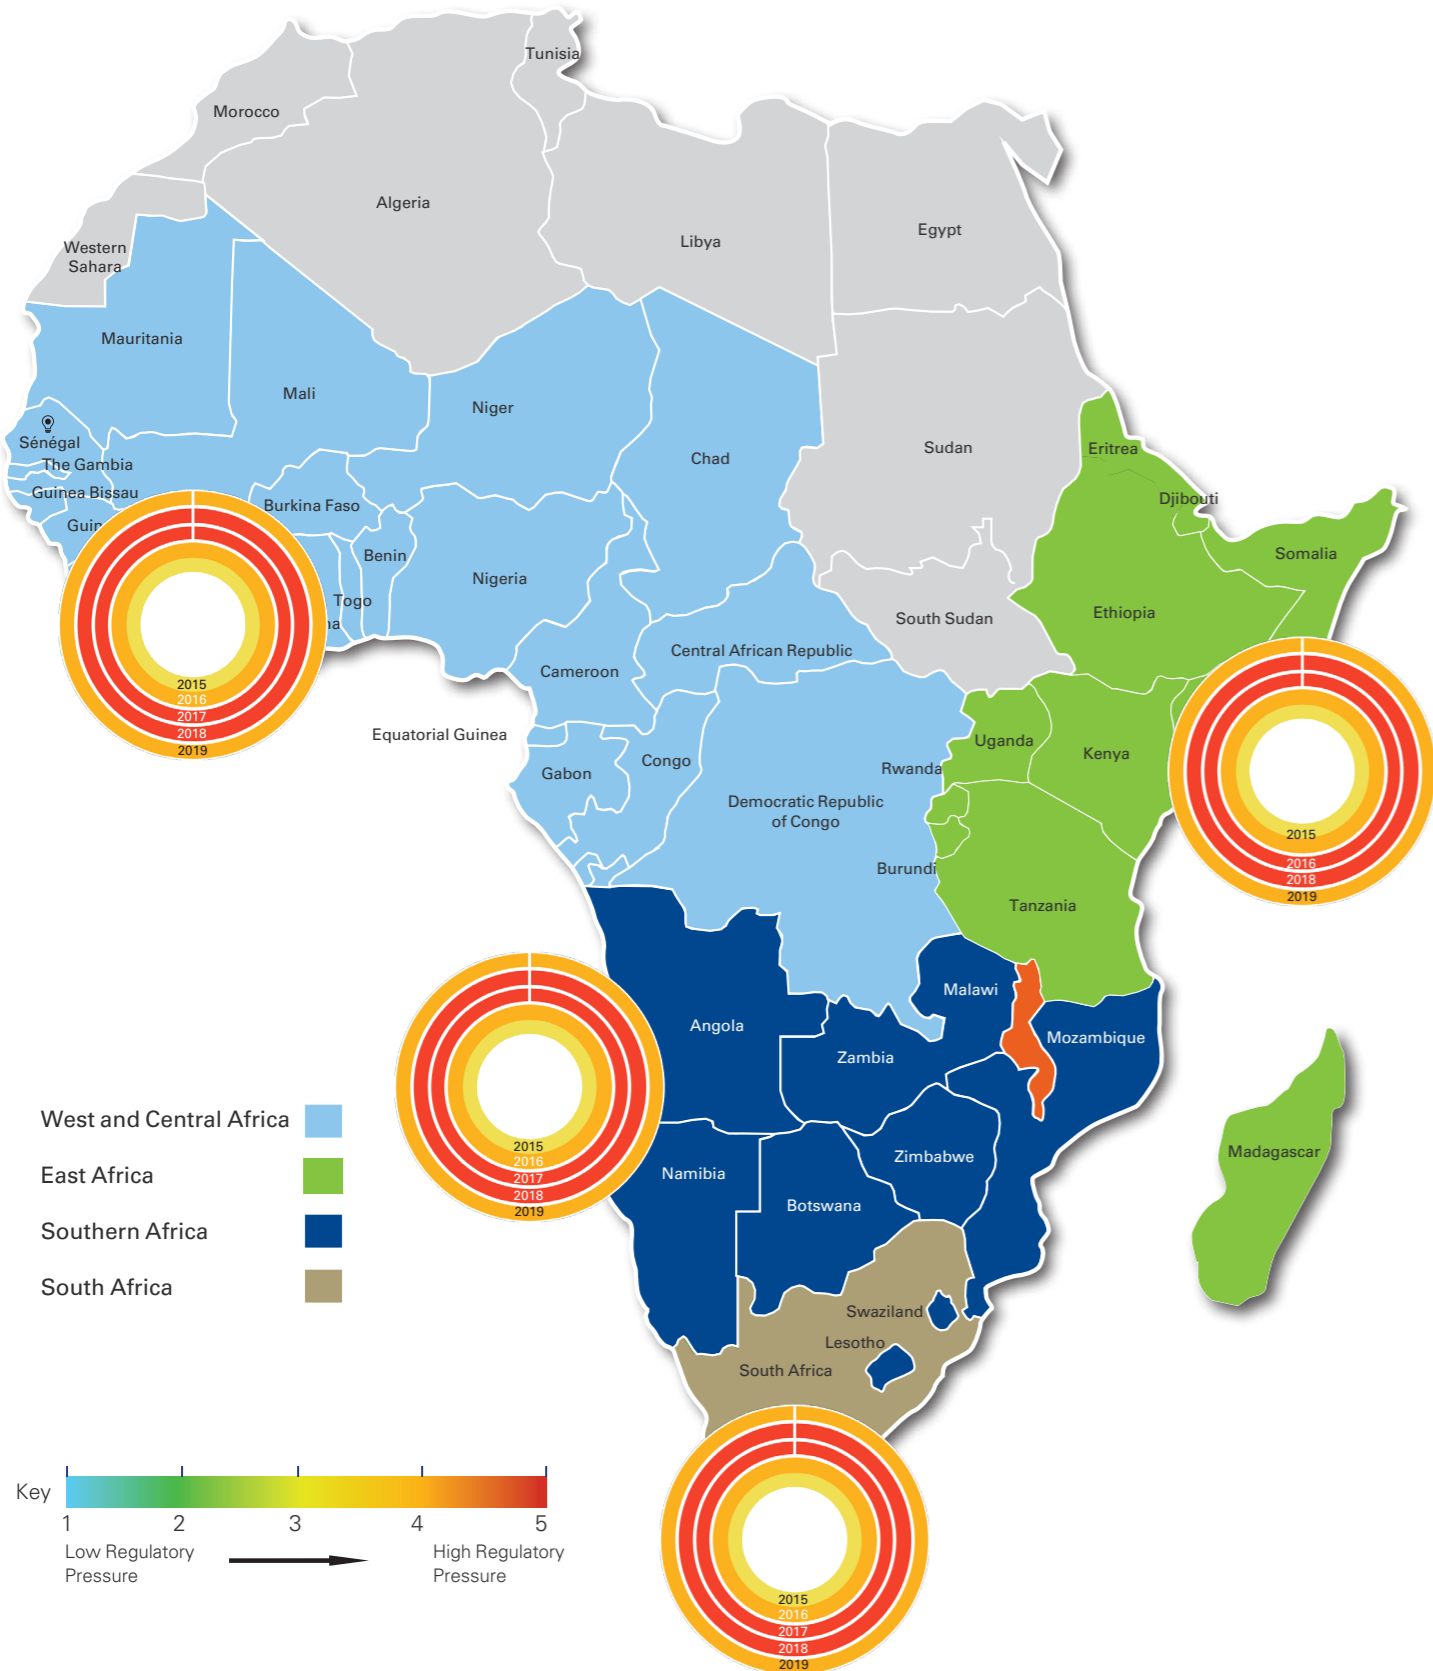 Tunisia
Morocco
Algeria
Western
Sahara
Libya
Egypt
Mauritania
Mali
Niger
Chad
Sudan
Eritrea
Sénégal
The Gambia
Guinea Bissau
Guin
Burkina Faso
Benin
Togo
na
Nigeria
Djibouti
Somalia
Ethiopia
South Sudan
Central African Republic
Cameroon
Equatorial Guinea
Gabon
Congo
Democratic Republic
of Congo
Uganda
Kenya
Rwanda
Burundi
Tanzania
2015
2016
2017
2018
2019
2015
2016
2018
2019
Angola
Malawi
Mozambique
Zambia
Zimbabwe
Namibia
Botswana
Madagascar
2015
2016
2017
2018
2019
West and Central Africa
East Africa
Southern Africa
South Africa
Swaziland
Lesotho
South Africa
2015
2016
2017
2018
2019
Key
1 2 3 4 5
Low Regulatory
Pressure
High Regulatory
Pressure